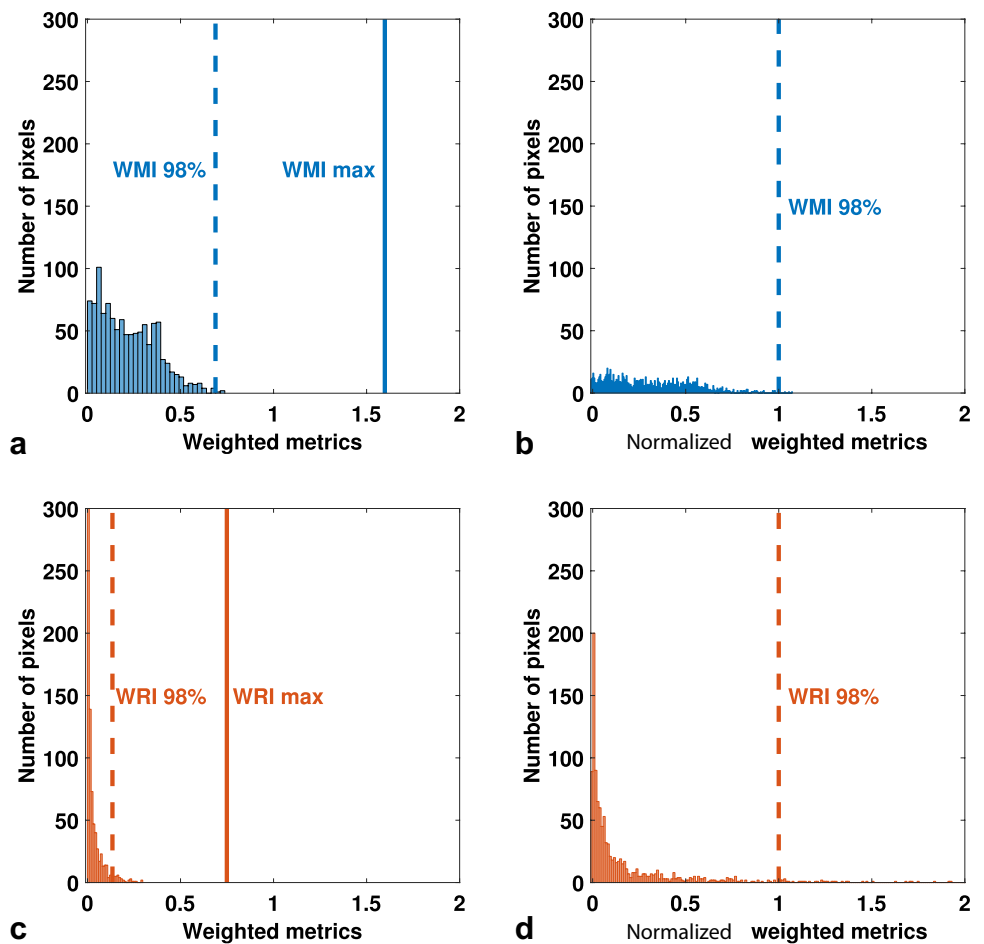 300
250
200
150
100
50
0
Number of pixels
WMI 98%
WMI max
0 0.5 1 1.5 2
Weighted metrics
a
300
250
200
150
100
50
0
Number of pixels
WMI 98%
0 0.5 1 1.5 2
Normalized weighted metrics
b
300
250
200
150
100
50
0
Number of pixels
WRI 98%
WRI max
0 0.5 1 1.5 2
Weighted metrics
c
300
250
200
150
100
50
0
Number of pixels
WRI 98%
0 0.5 1 1.5 2
Normalized weighted metrics
d